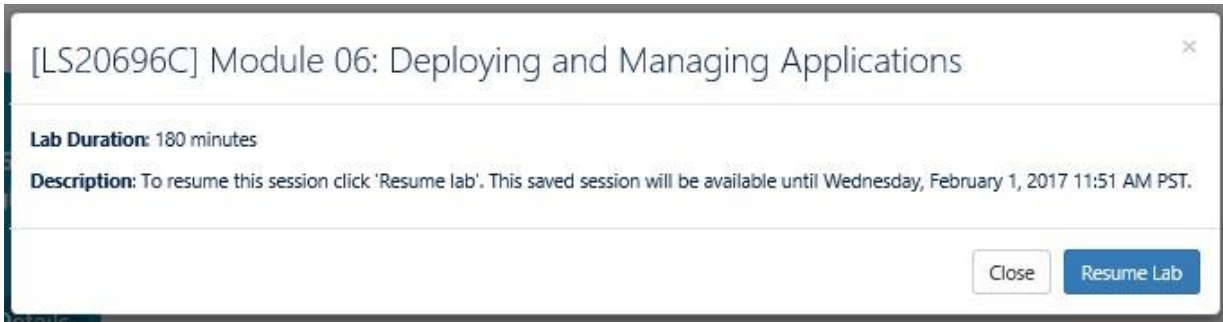 [LS20696C] Module 06: Deploying and Managing Applications
×
Lab Duration: 180 minutes
Description: To resume this session click 'Resume lab'. This saved session will be available until Wednesday, February 1, 2017 11:51 AM PST.
Close
Resume Lab